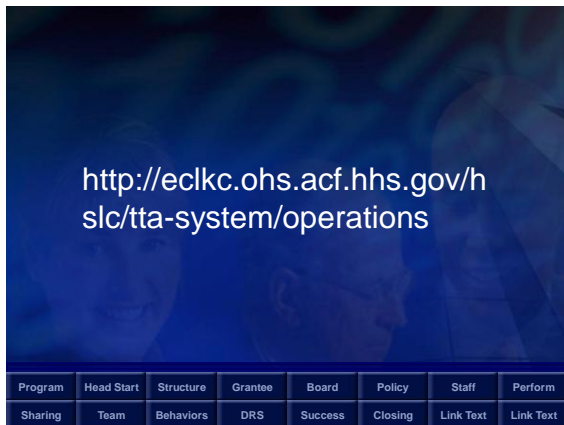 http://eclkc.ohs.acf.hhs.gov/h
slc/tta-system/operations
Program Head Start Structure Grantee Board Policy Staff Perform
Sharing Team Behaviors DRS Success Closing Link Text Link Text